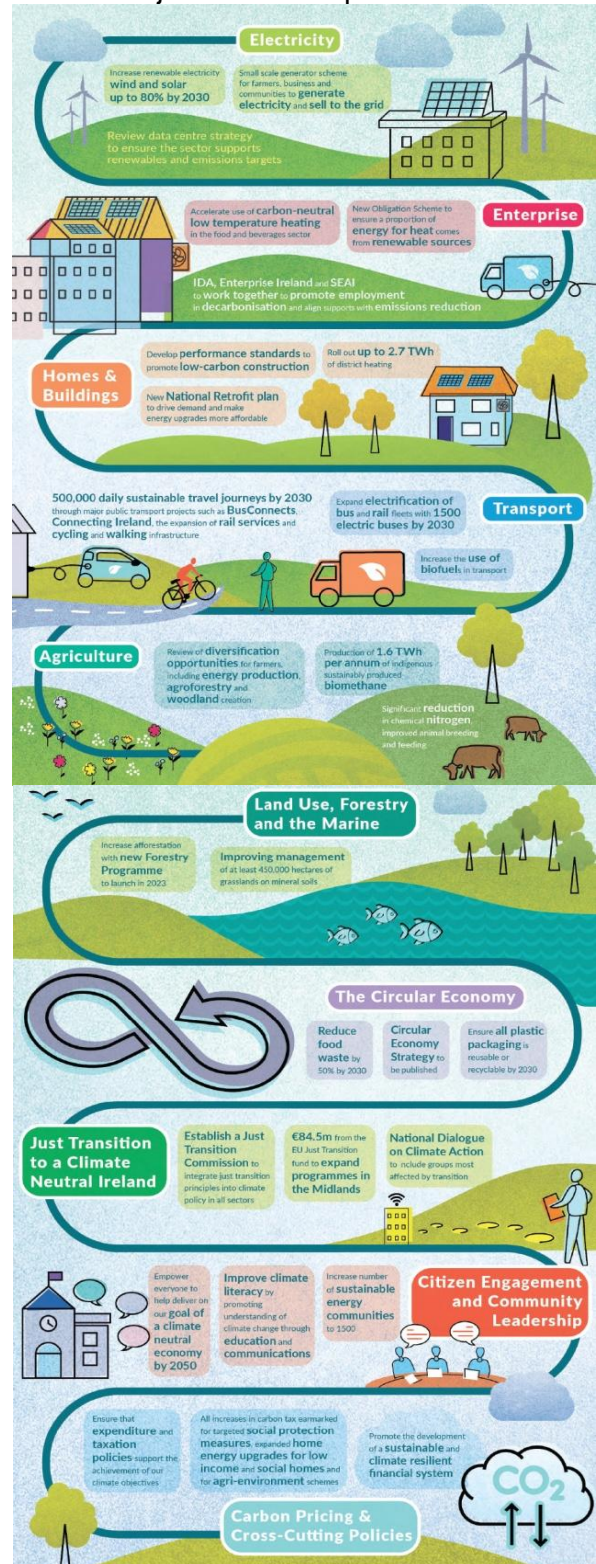 Electricity
Increase renewable electricity
wind and solar
up to 80% by 2030
Small scale generator scheme
for farmers, business and
communities to generate
electricity and sell to the grid
Review data centre strategy
to ensure the sector supports
renewables and emissions targets
Accelerate use of carbon-neutral
low temperature heating
in the food and beverages sector
New Obligation Scheme to
ensure a proportion of
energy for heat comes
from renewable sources
Enterprise
IDA, Enterprise Ireland and SEAI
to work together to promote employment
in decarbonisation and align supports with emissions reduction
Homes &
Buildings
Develop performance standards to
promote low-carbon construction
Roll out up to 2.7 TWh
of district heating
New National Retrofit plan
to drive demand and make
energy upgrades more affordable
500,000 daily sustainable travel journeys by 2030
through major public transport projects such as BusConnects,
Connecting Ireland, the expansion of rail services and
cycling and walking infrastructure
Expand electrification of
bus and rail fleets with 1500
electric buses by 2030
Transport
Increase the use of
biofuels in transport
Agriculture
Review of diversification
opportunities for farmers,
including energy production,
agroforestry and
woodland creation
Production of 1.6 TWh
per annum of indigenous
sustainably produced
biomethane
Significant reduction
in chemical nitrogen,
improved animal breeding
and feeding
Land Use, Forestry
and the Marine
Increase afforestation
with new Forestry
Programme
to launch in 2023
Improving management
of at least 450,000 hectares of
grasslands on mineral soils
The Circular Economy
Reduce
food
waste by
50% by 2030
Circular
Economy
Strategy to
be published
Ensure all plastic
packaging is
reusable or
recyclable by 2030
Just Transition
to a Climate
Neutral Ireland
Establish a Just
Transition
Commission to
integrate just transition
principles into climate
policy in all sectors
€84.5m from the
EU Just Transition
fund to expand
programmes in
the Midlands
National Dialogue
on Climate Action
to include groups most
affected by transition
Empower
everyone to
help deliver on
our goal of
a climate
neutral
economy
by 2050
Improve climate
literacy by
promoting
understanding of
climate change through
education and
communications
Increase number
of sustainable
energy
communities
to 1500
Citizen Engagement
and Community
Leadership
Ensure that
expenditure and
taxation
policies support the
achievement of our
climate objectives
All increases in carbon tax earmarked
for targeted social protection
measures, expanded home
energy upgrades for low
income and social homes and
for agri-environment schemes
Promote the development
of a sustainable and
climate resilient
financial system
CO2
Carbon Pricing &
Cross-Cutting Policies